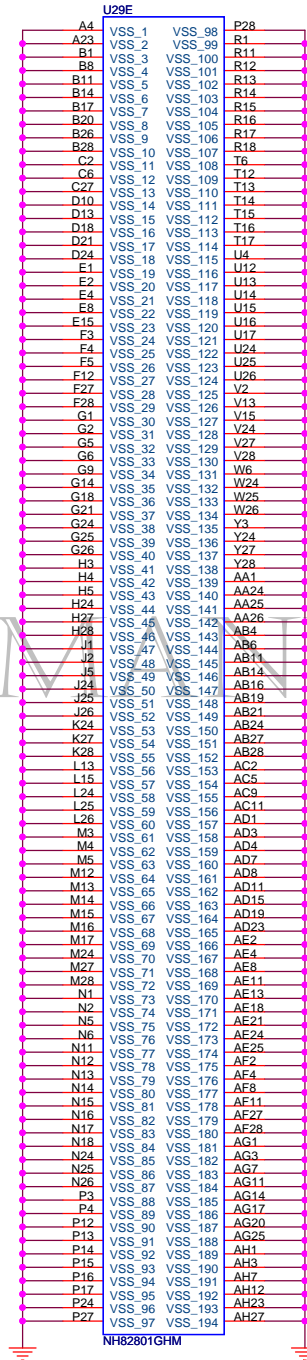 U29E
A4 VSS_1 VSS_98 P28
A23 VSS_2 VSS_99 R1
B1 VSS_3 VSS_100 R11
B8 VSS_4 VSS_101 R12
B11 VSS_5 VSS_102 R13
B14 VSS_6 VSS_103 R14
B17 VSS_7 VSS_104 R15
B20 VSS_8 VSS_105 R16
B26 VSS_9 VSS_106 R17
B28 VSS_10 VSS_107 R18
C2 VSS_11 VSS_108 T6
C6 VSS_12 VSS_109 T12
C27 VSS_13 VSS_110 T13
D10 VSS_14 VSS_111 T14
D13 VSS_15 VSS_112 T15
D18 VSS_16 VSS_113 T16
D21 VSS_17 VSS_114 T17
D24 VSS_18 VSS_115 U4
E1 VSS_19 VSS_116 U12
E2 VSS_20 VSS_117 U13
E4 VSS_21 VSS_118 U14
E8 VSS_22 VSS_119 U15
E15 VSS_23 VSS_120 U16
F3 VSS_24 VSS_121 U17
F4 VSS_25 VSS_122 U24
F5 VSS_26 VSS_123 U25
F12 VSS_27 VSS_124 U26
F27 VSS_28 VSS_125 V2
F28 VSS_29 VSS_126 V13
G1 VSS_30 VSS_127 V15
G2 VSS_31 VSS_128 V24
G5 VSS_32 VSS_129 V27
G6 VSS_33 VSS_130 V28
G9 VSS_34 VSS_131 W6
G14 VSS_35 VSS_132 W24
G18 VSS_36 VSS_133 W25
G21 VSS_37 VSS_134 W26
G24 VSS_38 VSS_135 Y3
G25 VSS_39 VSS_136 Y24
G26 VSS_40 VSS_137 Y27
H3 VSS_41 VSS_138 Y28
H4 VSS_42 VSS_139 AA1
H5 VSS_43 VSS_140 AA24
H24 VSS_44 VSS_141 AA25
H27 VSS_45 VSS_142 AA26
H28 VSS_46 VSS_143 AB4
J1 VSS_47 VSS_144 AB6
J2 VSS_48 VSS_145 AB11
J5 VSS_49 VSS_146 AB14
J24 VSS_50 VSS_147 AB16
J25 VSS_51 VSS_148 AB19
J26 VSS_52 VSS_149 AB21
K24 VSS_53 VSS_150 AB24
K27 VSS_54 VSS_151 AB27
K28 VSS_55 VSS_152 AB28
L13 VSS_56 VSS_153 AC2
L15 VSS_57 VSS_154 AC5
L24 VSS_58 VSS_155 AC9
L25 VSS_59 VSS_156 AC11
L26 VSS_60 VSS_157 AD1
M3 VSS_61 VSS_158 AD3
M4 VSS_62 VSS_159 AD4
M5 VSS_63 VSS_160 AD7
M12 VSS_64 VSS_161 AD8
M13 VSS_65 VSS_162 AD11
M14 VSS_66 VSS_163 AD15
M15 VSS_67 VSS_164 AD19
M16 VSS_68 VSS_165 AD23
M17 VSS_69 VSS_166 AE2
M24 VSS_70 VSS_167 AE4
M27 VSS_71 VSS_168 AE8
M28 VSS_72 VSS_169 AE11
N1 VSS_73 VSS_170 AE13
N2 VSS_74 VSS_171 AE18
N5 VSS_75 VSS_172 AE21
N6 VSS_76 VSS_173 AE24
N11 VSS_77 VSS_174 AE25
N12 VSS_78 VSS_175 AF2
N13 VSS_79 VSS_176 AF4
N14 VSS_80 VSS_177 AF8
N15 VSS_81 VSS_178 AF11
N16 VSS_82 VSS_179 AF27
N17 VSS_83 VSS_180 AF28
N18 VSS_84 VSS_181 AG1
N24 VSS_85 VSS_182 AG3
N25 VSS_86 VSS_183 AG7
N26 VSS_87 VSS_184 AG11
P3 VSS_88 VSS_185 AG14
P4 VSS_89 VSS_186 AG17
P12 VSS_90 VSS_187 AG20
P13 VSS_91 VSS_188 AG25
P14 VSS_92 VSS_189 AH1
P15 VSS_93 VSS_190 AH3
P16 VSS_94 VSS_191 AH7
P17 VSS_95 VSS_192 AH12
P24 VSS_96 VSS_193 AH23
P27 VSS_97 VSS_194 AH27
NH82801GHM
MAN